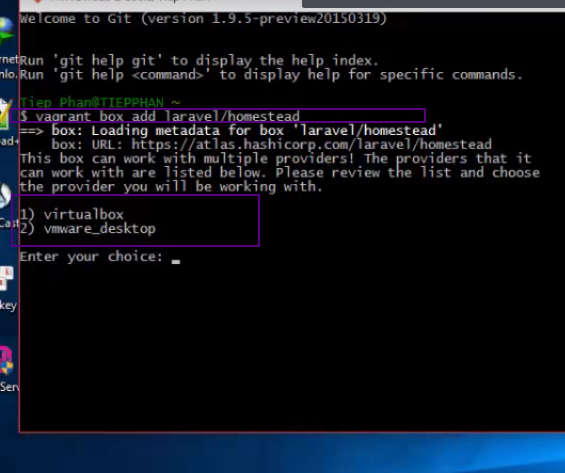 Welcome to Git (version 1.9.5-preview20150319)
Run 'git help git' to display the help index.
Run 'git help <command>' to display help for specific commands.
Tiep Phan@TIEPPHAN ~
$ vagrant box add laravel/homestead
==> box: Loading metadata for box 'laravel/homestead'
box: URL: https://atlas.hashicorp.com/laravel/homestead
This box can work with multiple providers! The providers that it
can work with are listed below. Please review the list and choose
the provider you will be working with.
1) virtualbox
2) vmware_desktop
Enter your choice: _